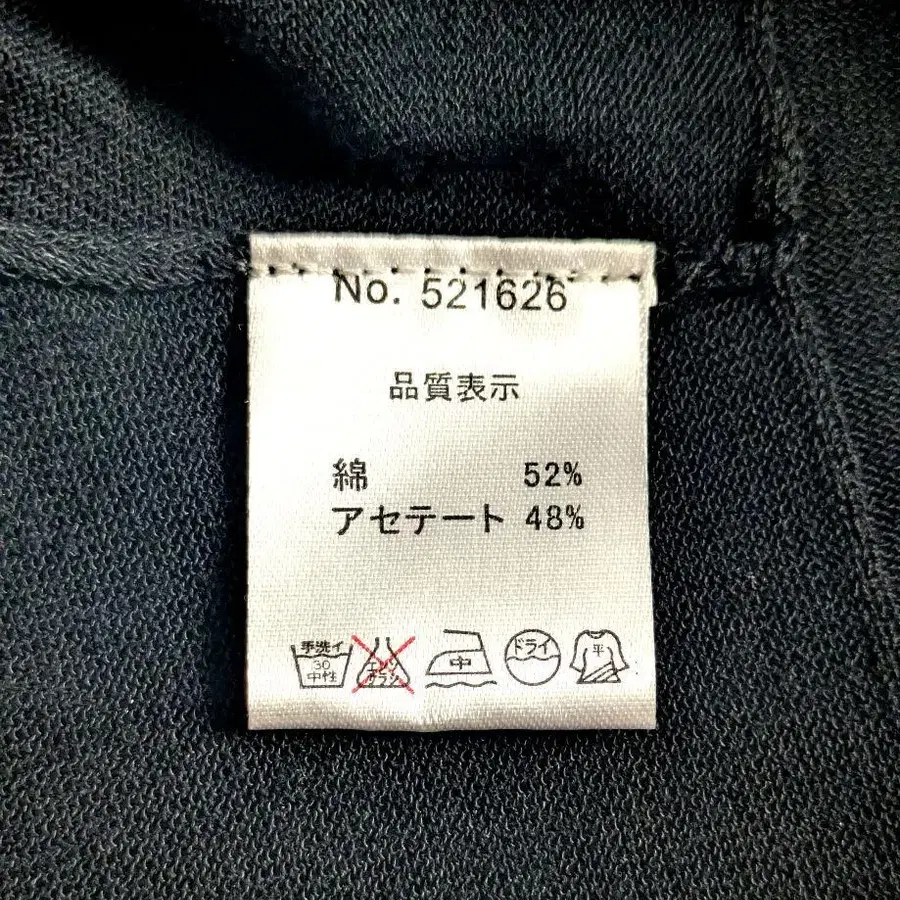 No. 521626
品質表示
綿 52%
アセテート 48%
手洗イ 30 中性
エンソ サラシ
中
ドライ
平